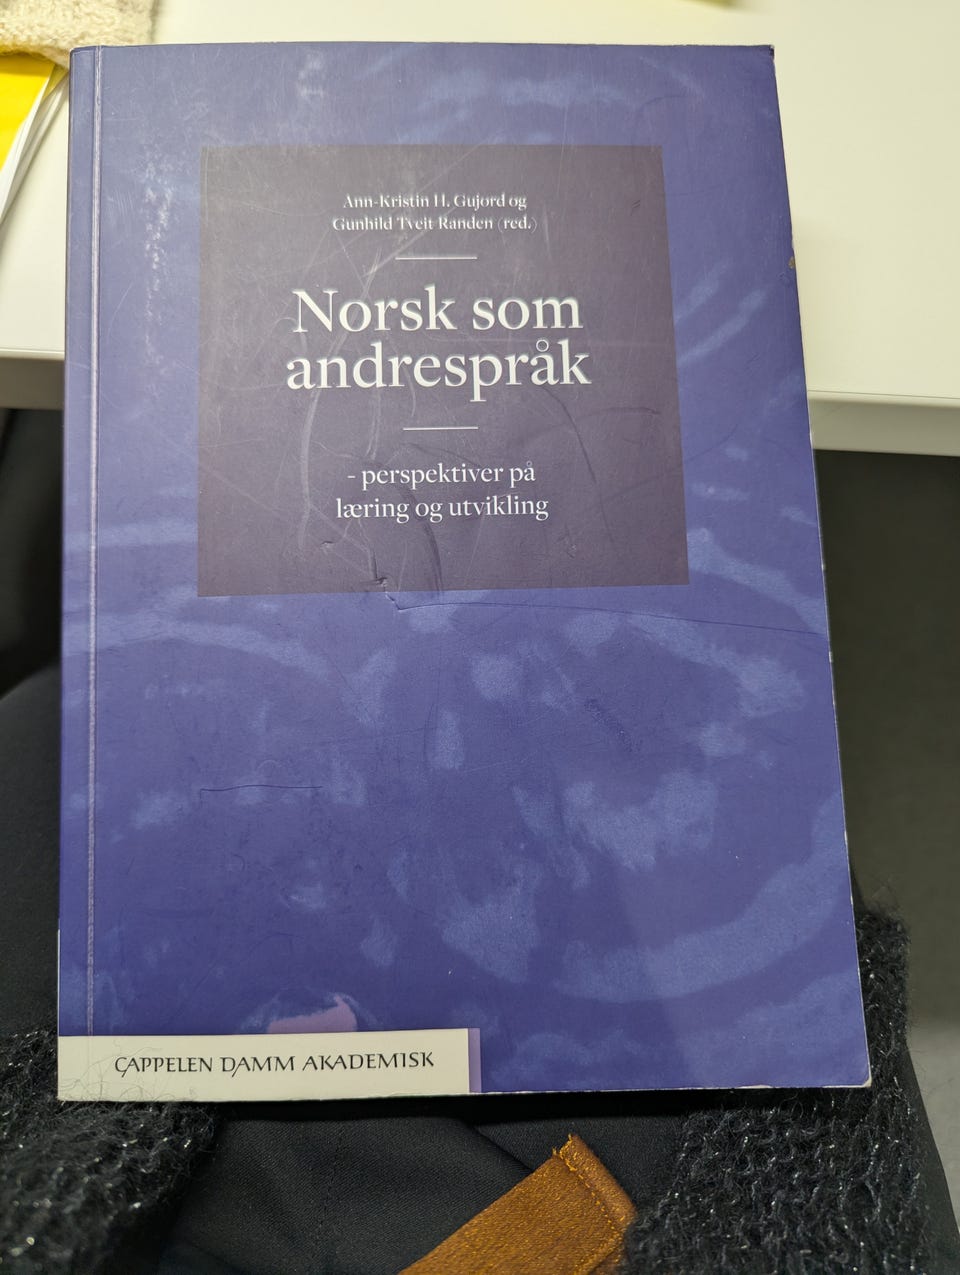 Ann-Kristin H. Gujord og
Gunhild Tveit Randen (red.)
Norsk som
andrespråk
- perspektiver på
læring og utvikling
CAPPELEN DAMM AKADEMISK